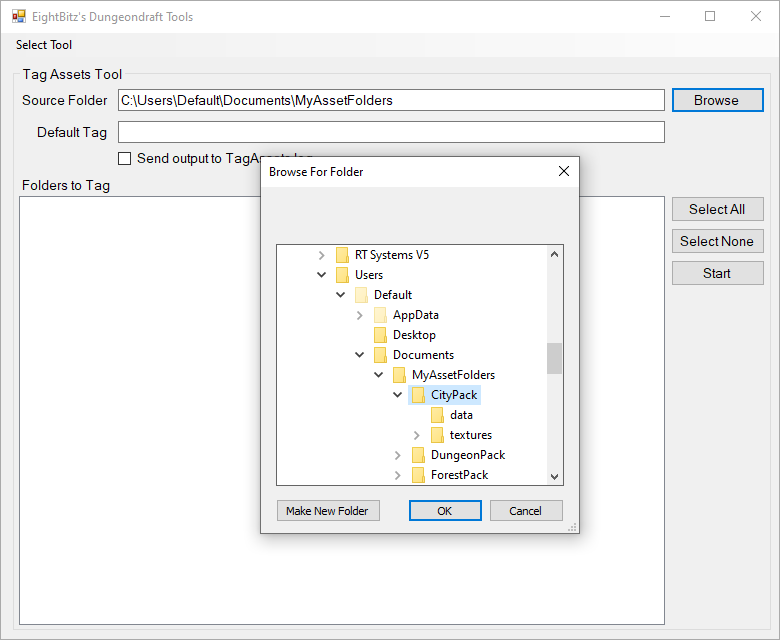 EightBitz's Dungeondraft Tools
Select Tool
Tag Assets Tool
Source Folder C:\Users\Default\Documents\MyAssetFolders Browse
Default Tag
Send output to
Folders to Tag
Select All
Select None
Start
Browse For Folder
RT Systems V5
Users
Default
AppData
Desktop
Documents
MyAssetFolders
CityPack
data
textures
DungeonPack
ForestPack
Make New Folder OK Cancel